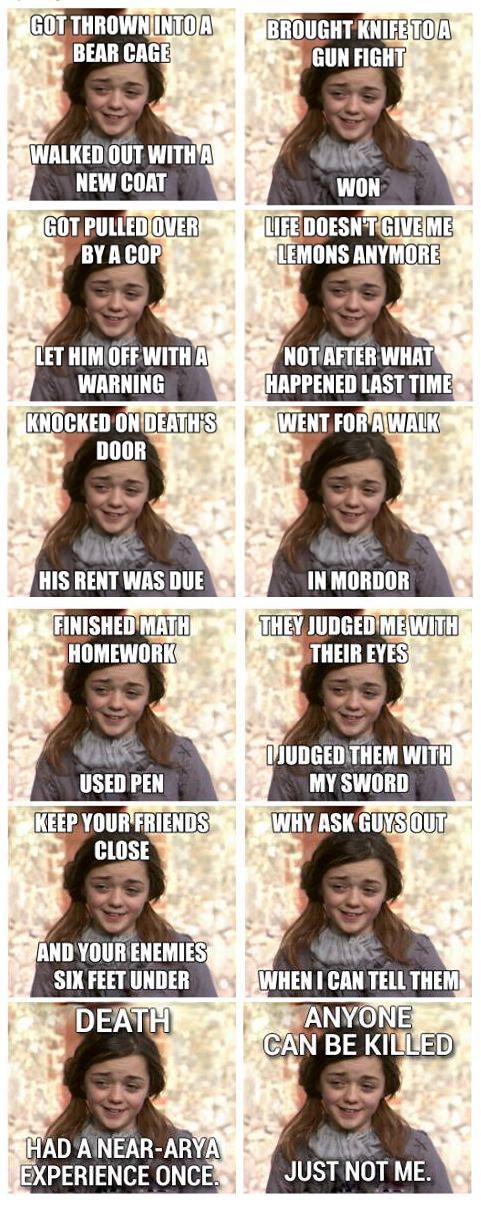 GOT THROWN INTO A
BEAR CAGE
WALKED OUT WITH A
NEW COAT
BROUGHT KNIFE TO A
GUN FIGHT
WON
GOT PULLED OVER
BY A COP
LET HIM OFF WITH A
WARNING
LIFE DOESN'T GIVE ME
LEMONS ANYMORE
NOT AFTER WHAT
HAPPENED LAST TIME
KNOCKED ON DEATH'S
DOOR
HIS RENT WAS DUE
WENT FOR A WALK
IN MORDOR
FINISHED MATH
HOMEWORK
USED PEN
THEY JUDGED ME WITH
THEIR EYES
I JUDGED THEM WITH
MY SWORD
KEEP YOUR FRIENDS
CLOSE
AND YOUR ENEMIES
SIX FEET UNDER
WHY ASK GUYS OUT
WHEN I CAN TELL THEM
DEATH
HAD A NEAR-ARYA
EXPERIENCE ONCE.
ANYONE
CAN BE KILLED
JUST NOT ME.